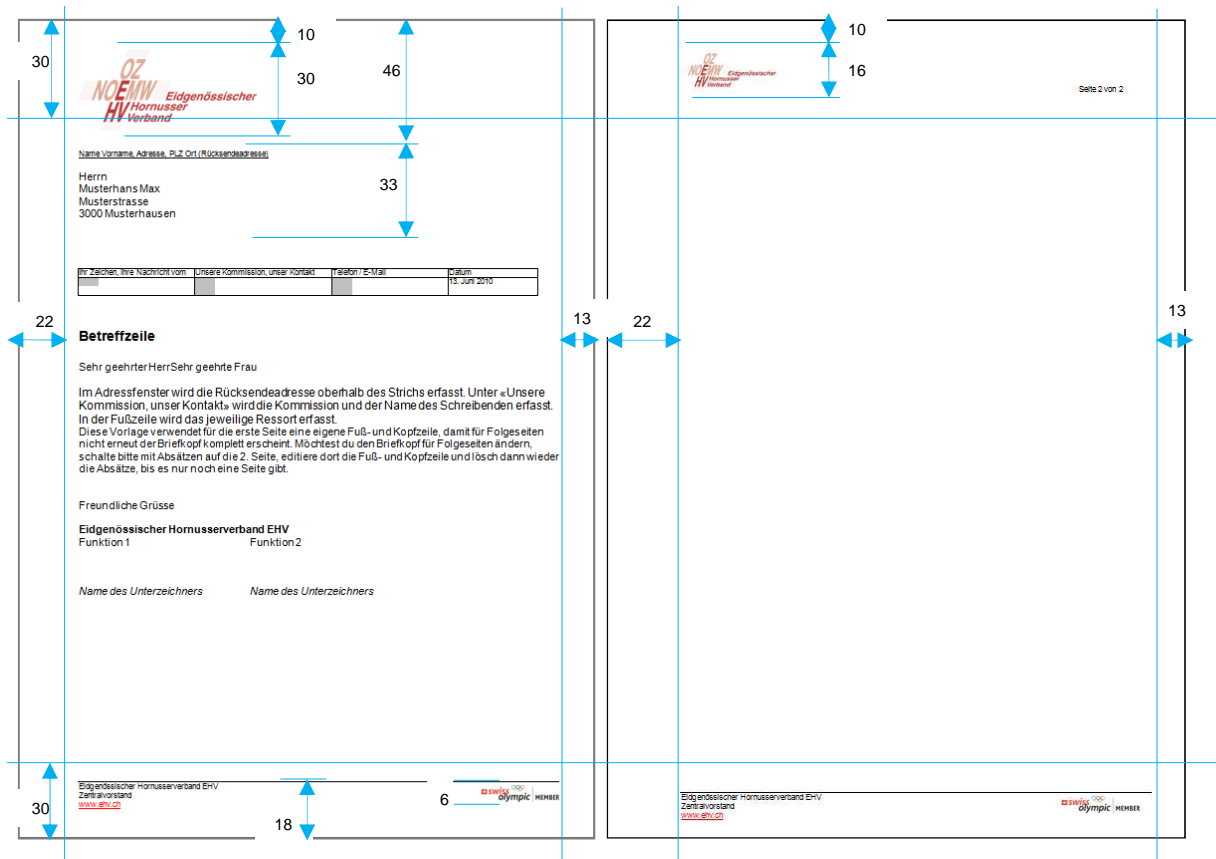 10
30
30
46
OZ
NOEMW Eidgenössischer
HV Hornusser
Verband
Name Vorname, Adresse, PLZ Ort (Rücksendeadresse)
Herrn
Musterhans Max
Musterstrasse
3000 Musterhausen
33
Ihr Zeichen, Ihre Nachricht vom Unsere Kommission, unser Kontakt Telefon / E-Mail Datum
13. Juni 2010
22
13
Betreffzeile
Sehr geehrter HerrSehr geehrte Frau
Im Adressfenster wird die Rücksendeadresse oberhalb des Strichs erfasst. Unter «Unsere
Kommission, unser Kontakt» wird die Kommission und der Name des Schreibenden erfasst.
In der Fußzeile wird das jeweilige Ressort erfasst.
Diese Vorlage verwendet für die erste Seite eine eigene Fuß- und Kopfzeile, damit für Folgeseiten
nicht erneut der Briefkopf komplett erscheint. Möchtest du den Briefkopf für Folgeseiten ändern,
schalte bitte mit Absätzen auf die 2. Seite, editiere dort die Fuß- und Kopfzeile und lösch dann wieder
die Absätze, bis es nur noch eine Seite gibt.
Freundliche Grüsse
Eidgenössischer Hornusserverband EHV
Funktion 1 Funktion 2
Name des Unterzeichners Name des Unterzeichners
Eidgenössischer Hornusserverband EHV
Zentralvorstand
www.ehv.ch
30
18
6
swiss
olympic MEMBER
10
16
OZ
NOEMW Eidgenössischer
HV Hornusser
Verband
Seite 2 von 2
22
13
Eidgenössischer Hornusserverband EHV
Zentralvorstand
www.ehv.ch
swiss
olympic MEMBER